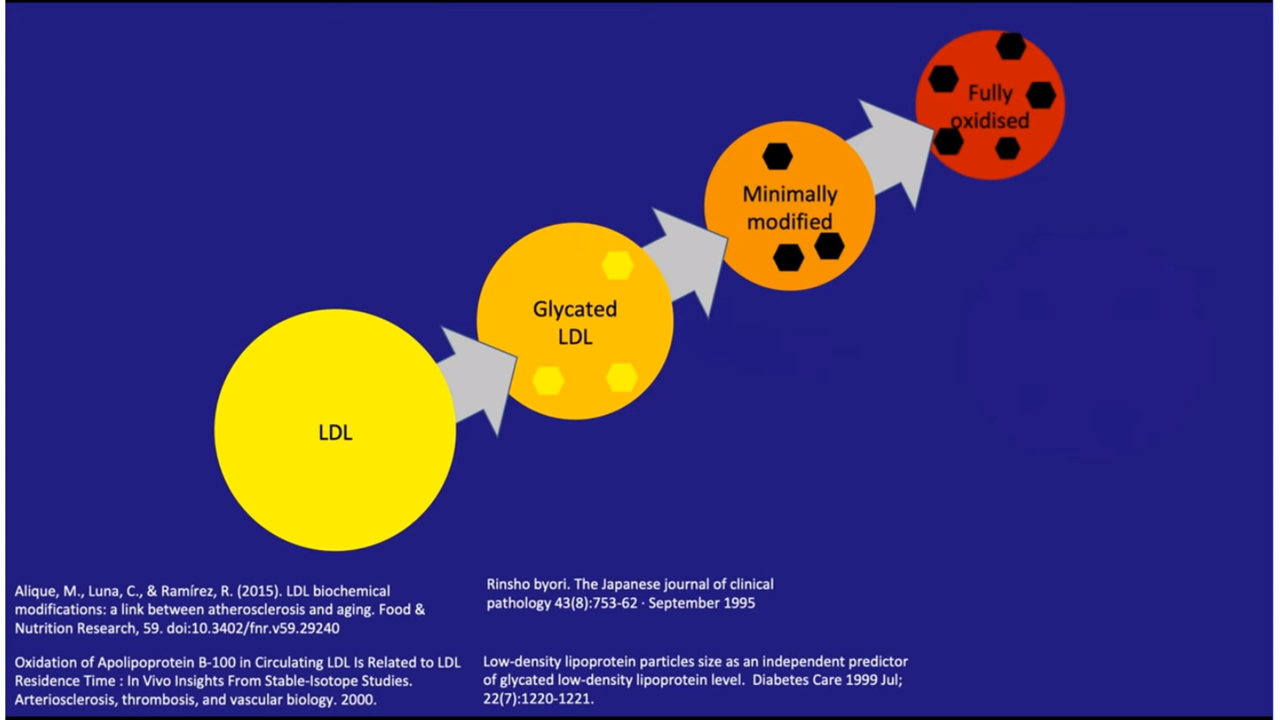 Fully
oxidised
Minimally
modified
Glycated
LDL
LDL
Alique, M., Luna, C., & Ramírez, R. (2015). LDL biochemical
modifications: a link between atherosclerosis and aging. Food &
Nutrition Research, 59. doi:10.3402/fnr.v59.29240
Oxidation of Apolipoprotein B-100 in Circulating LDL Is Related to LDL
Residence Time : In Vivo Insights From Stable-Isotope Studies.
Arteriosclerosis, thrombosis, and vascular biology. 2000.
Rinsho byori. The Japanese journal of clinical
pathology 43(8):753-62 · September 1995
Low-density lipoprotein particles size as an independent predictor
of glycated low-density lipoprotein level.  Diabetes Care 1999 Jul;
22(7):1220-1221.